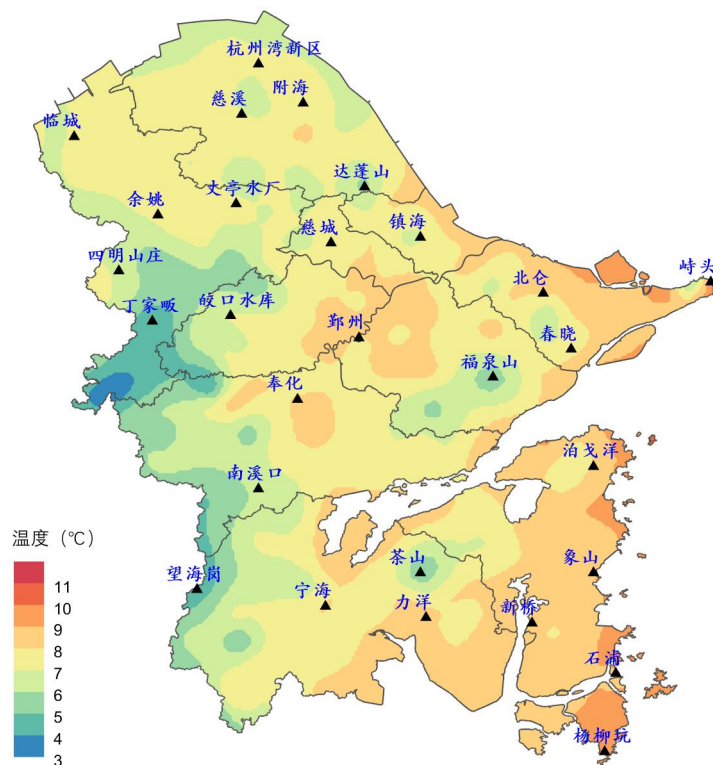 杭州湾新区
附海
慈溪
临城
达蓬山
丈亭水厂
余姚
慈城
镇海
四明山庄
北仑
峙头
丁家畈
皎口水库
鄞州
春晓
福泉山
奉化
泊戈洋
南溪口
温度（℃）
茶山
象山
望海岗
宁海
力洋
新桥
石浦
杨柳坑
11
10
9
8
7
6
5
4
3